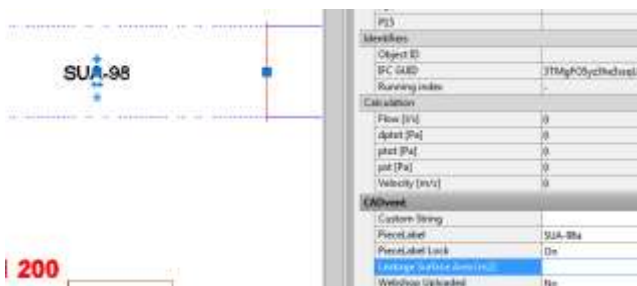 SUA-98
200
P15
Identifiers
Object ID
IFC GUID
Running index
-
Calculation
Flow [l/s]
0
dptot [Pa]
0
ptot [Pa]
0
pst [Pa]
0
Velocity [m/s]
0
CADvent
Custom String
PieceLabel
SUA-98a
PieceLabel Lock
On
Leakage Surface Area [m2]
Webshop Uploaded
No